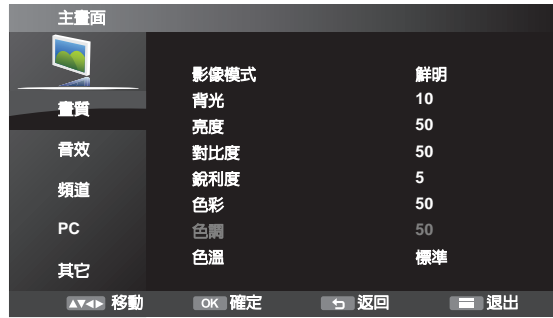 主畫面
畫質
音效
頻道
PC
其它
影像模式 鮮明
背光 10
亮度 50
對比度 50
銳利度 5
色彩 50
色調 50
色溫 標準
▲▼◄► 移動 OK 確定 返回 退出